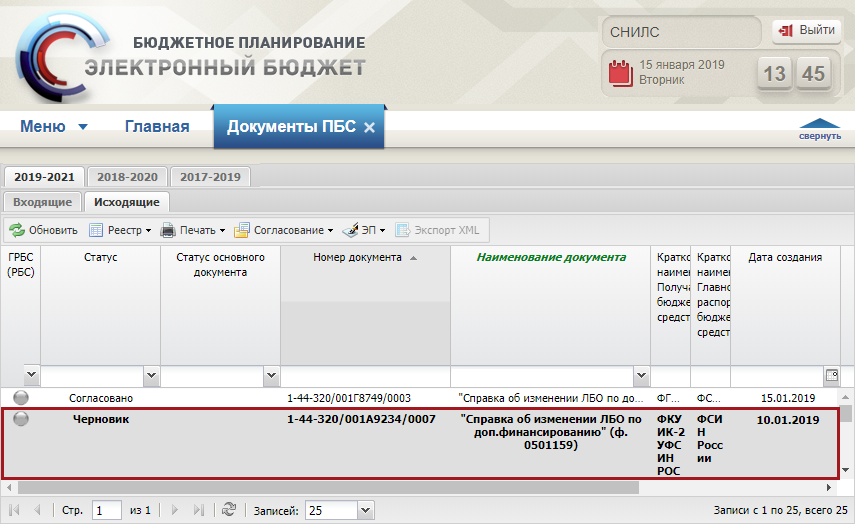 БЮДЖЕТНОЕ ПЛАНИРОВАНИЕ
ЭЛЕКТРОННЫЙ БЮДЖЕТ
СНИЛС
Выйти
15 января 2019
Вторник
13 45
Меню
Главная
Документы ПБС
свернуть
2019-2021
2018-2020
2017-2019
Входящие
Исходящие
Обновить
Реестр
Печать
Согласование
ЭП
Экспорт XML
ГРБС
(РБС)
Статус
Статус основного
документа
Номер документа
Наименование документа
Кратко
наимен
Получа
бюдже
средст
Кратко
наимен
Главно
распор
бюдже
средст
Дата создания
Согласовано
1-44-320/001Г8749/0003
"Справка об изменении ЛБО по до...
ФГ...
ФС...
15.01.2019
Черновик
1-44-320/001А9234/0007
"Справка об изменении ЛБО по
доп.финансированию" (ф.
0501159)
ФКУ
ИК-2
УФС
ИН
РОС
ФСИ
Н
Росс
ии
10.01.2019
Стр.
1
из 1
Записей:
25
Записи с 1 по 25, всего 25